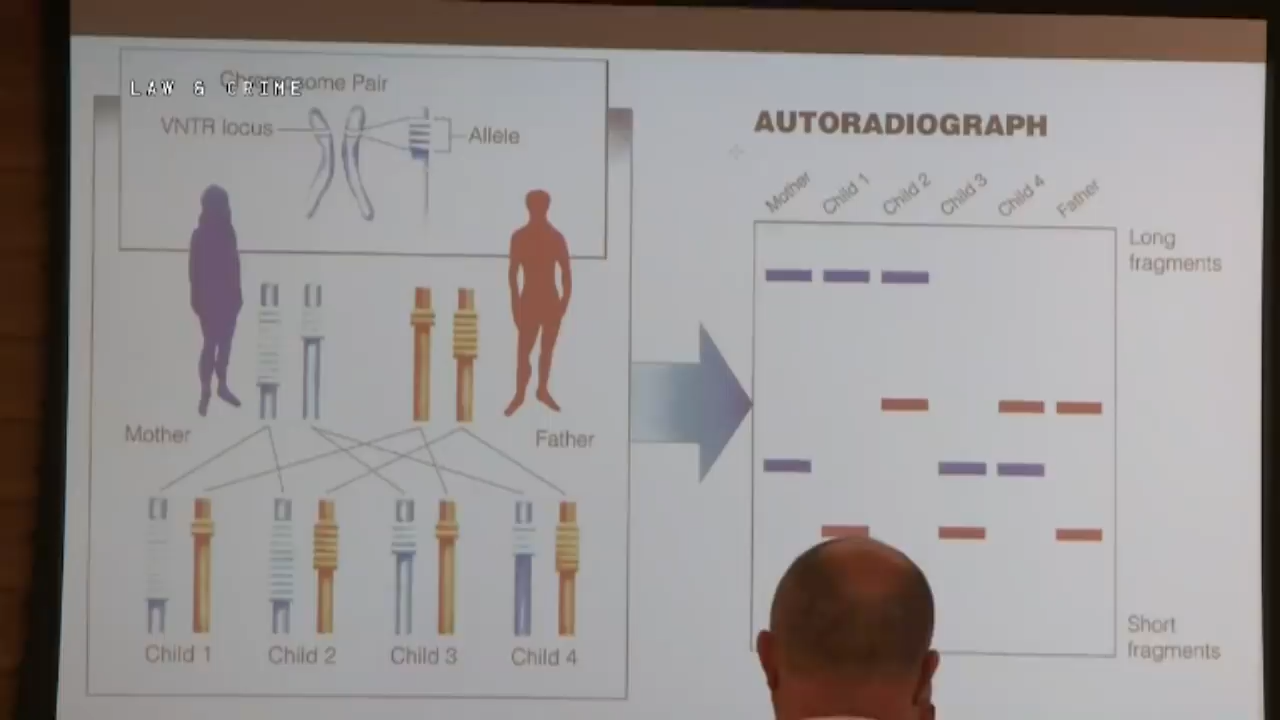 LAW & CRIME
Chromosome Pair
VNTR locus
Allele
Mother
Father
Child 1
Child 2
Child 3
Child 4
AUTORADIOGRAPH
Mother
Child 1
Child 2
Child 3
Child 4
Father
Long
fragments
Short
fragments